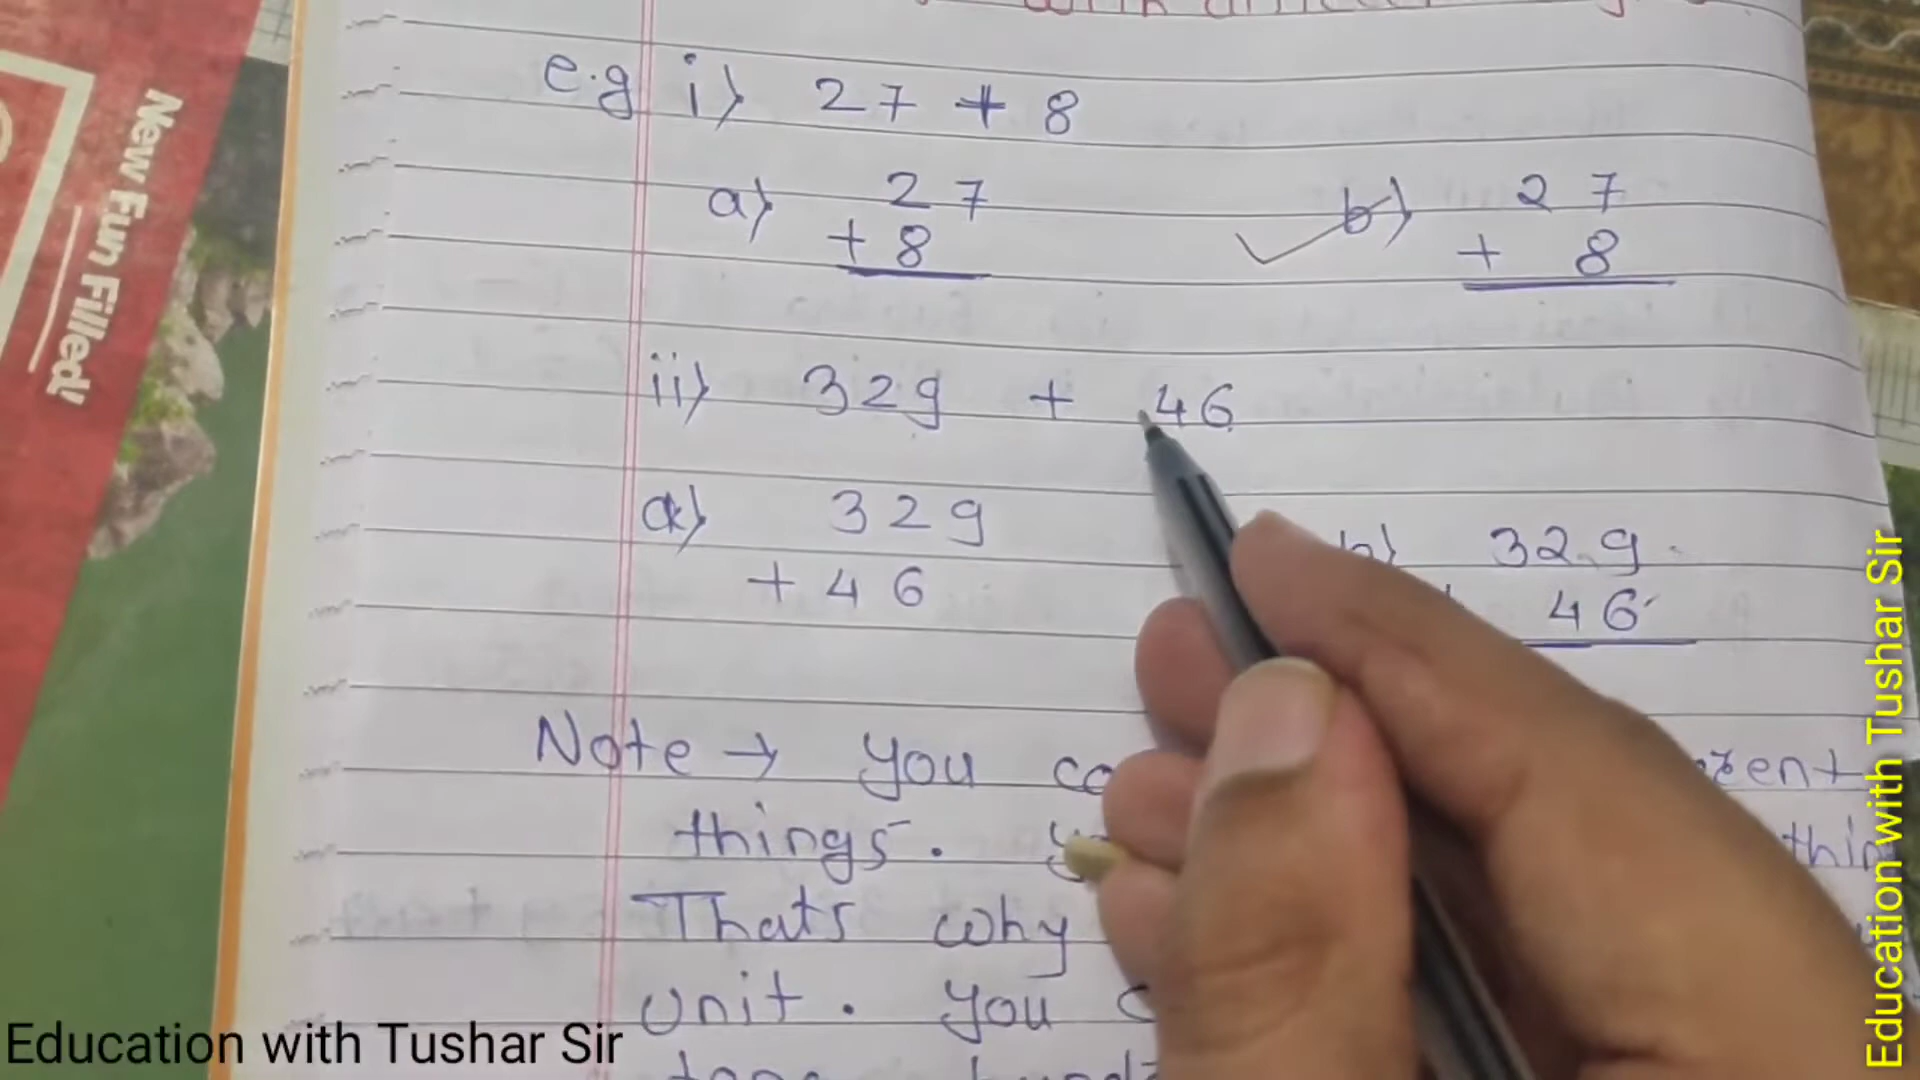 e.g i) 27 + 8
a) 27
+ 8
b) 27
+ 8
ii) 329 + 46
a) 329
+ 46
b) 329
46
Note → You
things.
Thats why
unit. You
New Fun Filled!
Education with Tushar Sir
Education with Tushar Sir